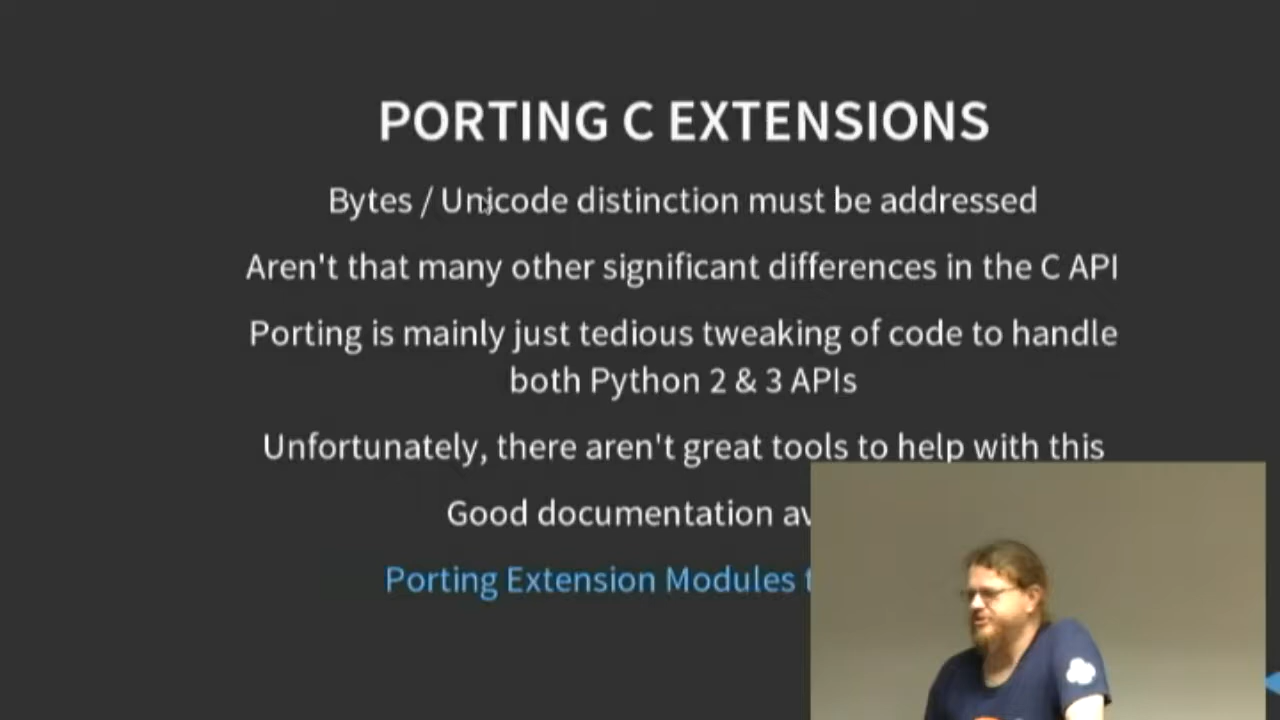 PORTING C EXTENSIONS
Bytes / Unicode distinction must be addressed
Aren't that many other significant differences in the C API
Porting is mainly just tedious tweaking of code to handle
both Python 2 & 3 APIs
Unfortunately, there aren't great tools to help with this
Good documentation
Porting Extension Modules